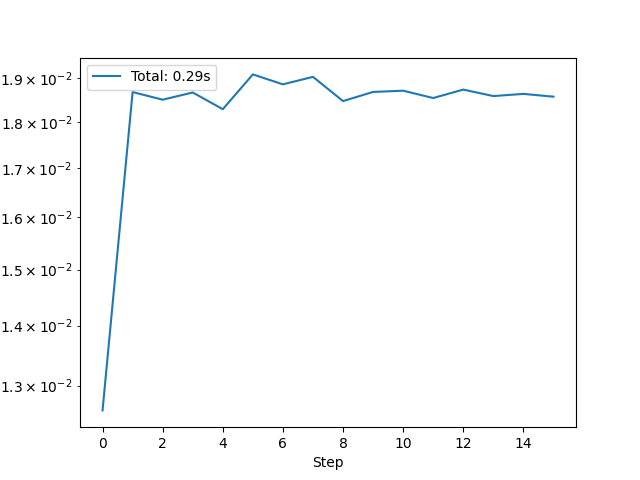 Total: 0.29s
1.9 × 10⁻²
1.8 × 10⁻²
1.7 × 10⁻²
1.6 × 10⁻²
1.5 × 10⁻²
1.4 × 10⁻²
1.3 × 10⁻²
0 2 4 6 8 10 12 14
Step